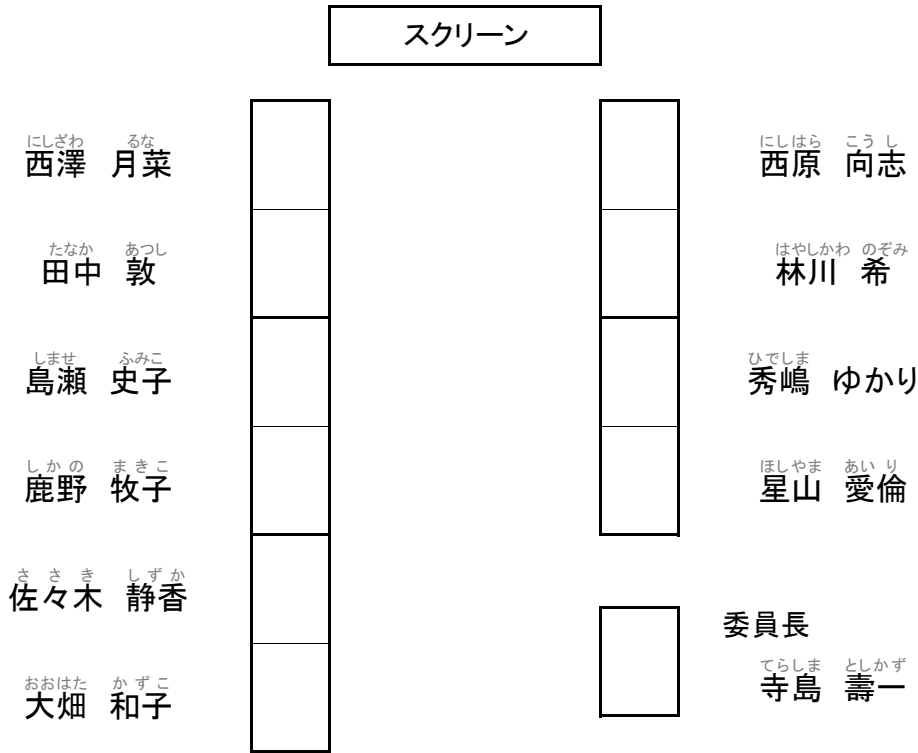 スクリーン
にしざわ るな
西澤 月菜
にしはら こうし
西原 向志
たなか あつし
田中 敦
はやしかわ のぞみ
林川 希
しませ ふみこ
島瀬 史子
ひでしま
秀嶋 ゆかり
しかの まきこ
鹿野 牧子
ほしやま あいり
星山 愛倫
ささき しずか
佐々木 静香
委員長
おおはた かずこ
大畑 和子
てらしま としかず
寺島 壽一